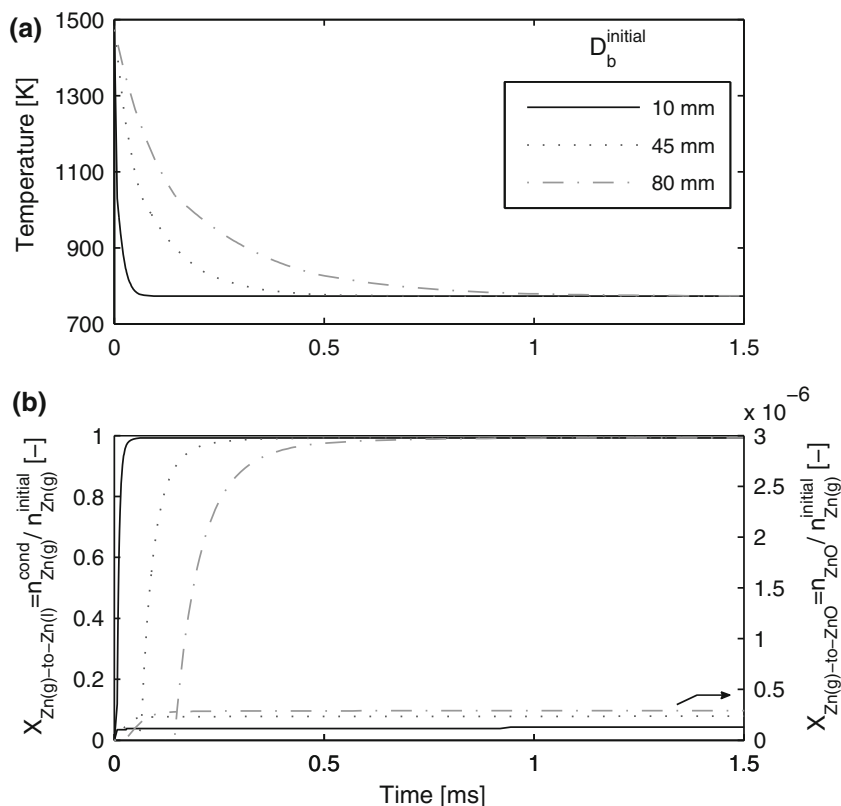 (a)
1500
1300
1100
900
700
Temperature [K]
D_b^initial
10 mm
45 mm
80 mm
0
0.5
1
1.5
(b)
x 10^−6
1
0.8
0.6
0.4
0.2
0
X_Zn(g)−to−Zn(l)=n_Zn(g)^cond / n_Zn(g)^initial [−]
3
2.5
2
1.5
1
0.5
0
X_Zn(g)−to−ZnO=n_ZnO / n_Zn(g)^initial [−]
0
0.5
1
1.5
Time [ms]